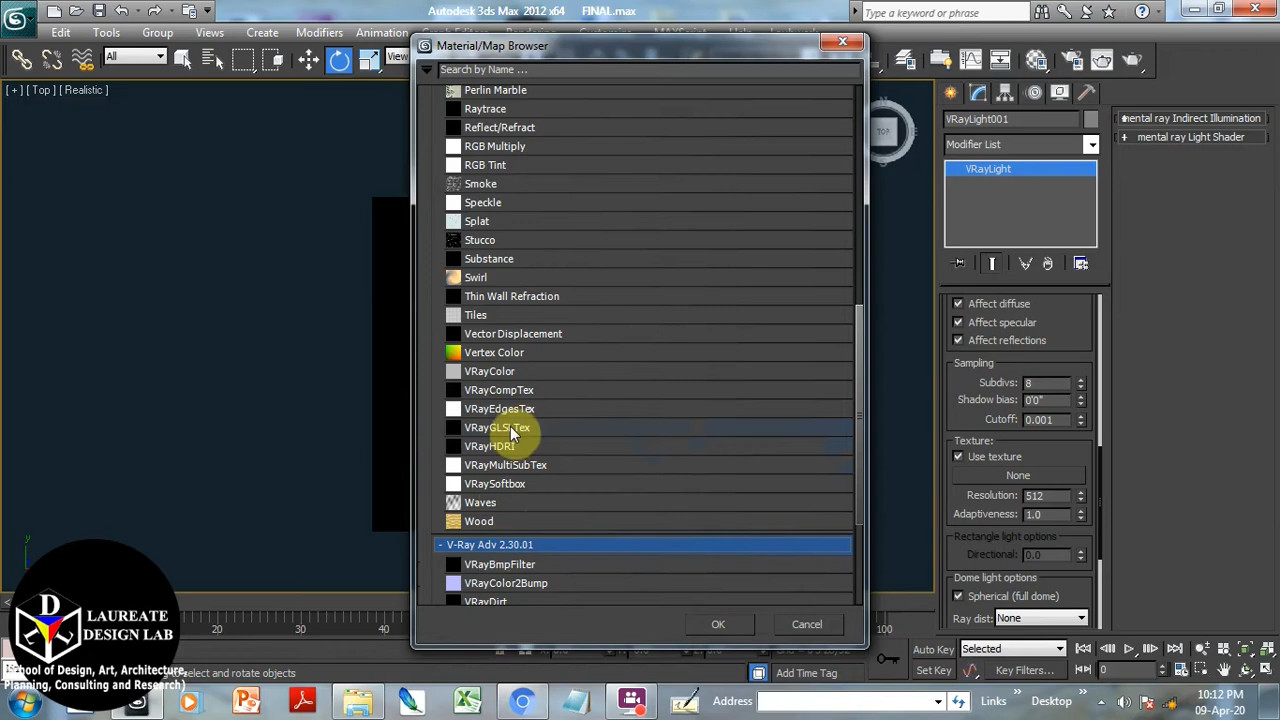 Autodesk 3ds Max 2012 x64 FINAL.max
Type a keyword or phrase
Edit Tools Group Views Create Modifiers Animation
Material/Map Browser
All
View
Search by Name ...
[ + ] [ Top ] [ Realistic ]
TOP
Perlin Marble
Raytrace
Reflect/Refract
RGB Multiply
RGB Tint
Smoke
Speckle
Splat
Stucco
Substance
Swirl
Thin Wall Refraction
Tiles
Vector Displacement
Vertex Color
VRayColor
VRayCompTex
VRayEdgesTex
VRayGLSLTex
VRayHDRI
VRayMultiSubTex
VRaySoftbox
Waves
Wood
- V-Ray Adv 2.30.01
VRayBmpFilter
VRayColor2Bump
VRayDirt
OK Cancel
VRayLight001
Modifier List
VRayLight
mental ray Indirect Illumination
+ mental ray Light Shader
Affect diffuse
Affect specular
Affect reflections
Sampling
Subdivs: 8
Shadow bias: 0'0"
Cutoff: 0.001
Texture:
Use texture
None
Resolution: 512
Adaptiveness: 1.0
Rectangle light options
Directional: 0.0
Dome light options
Spherical (full dome)
Ray dist: None
y
20 30 40 100
Auto Key Selected
Set Key Key Filters...
0
Add Time Tag
to select and rotate objects
D
LAUREATE
DESIGN LAB
(School of Design, Art, Architecture,
Planning, Consulting and Research)
Address
Links » Desktop »
10:12 PM
09-Apr-20